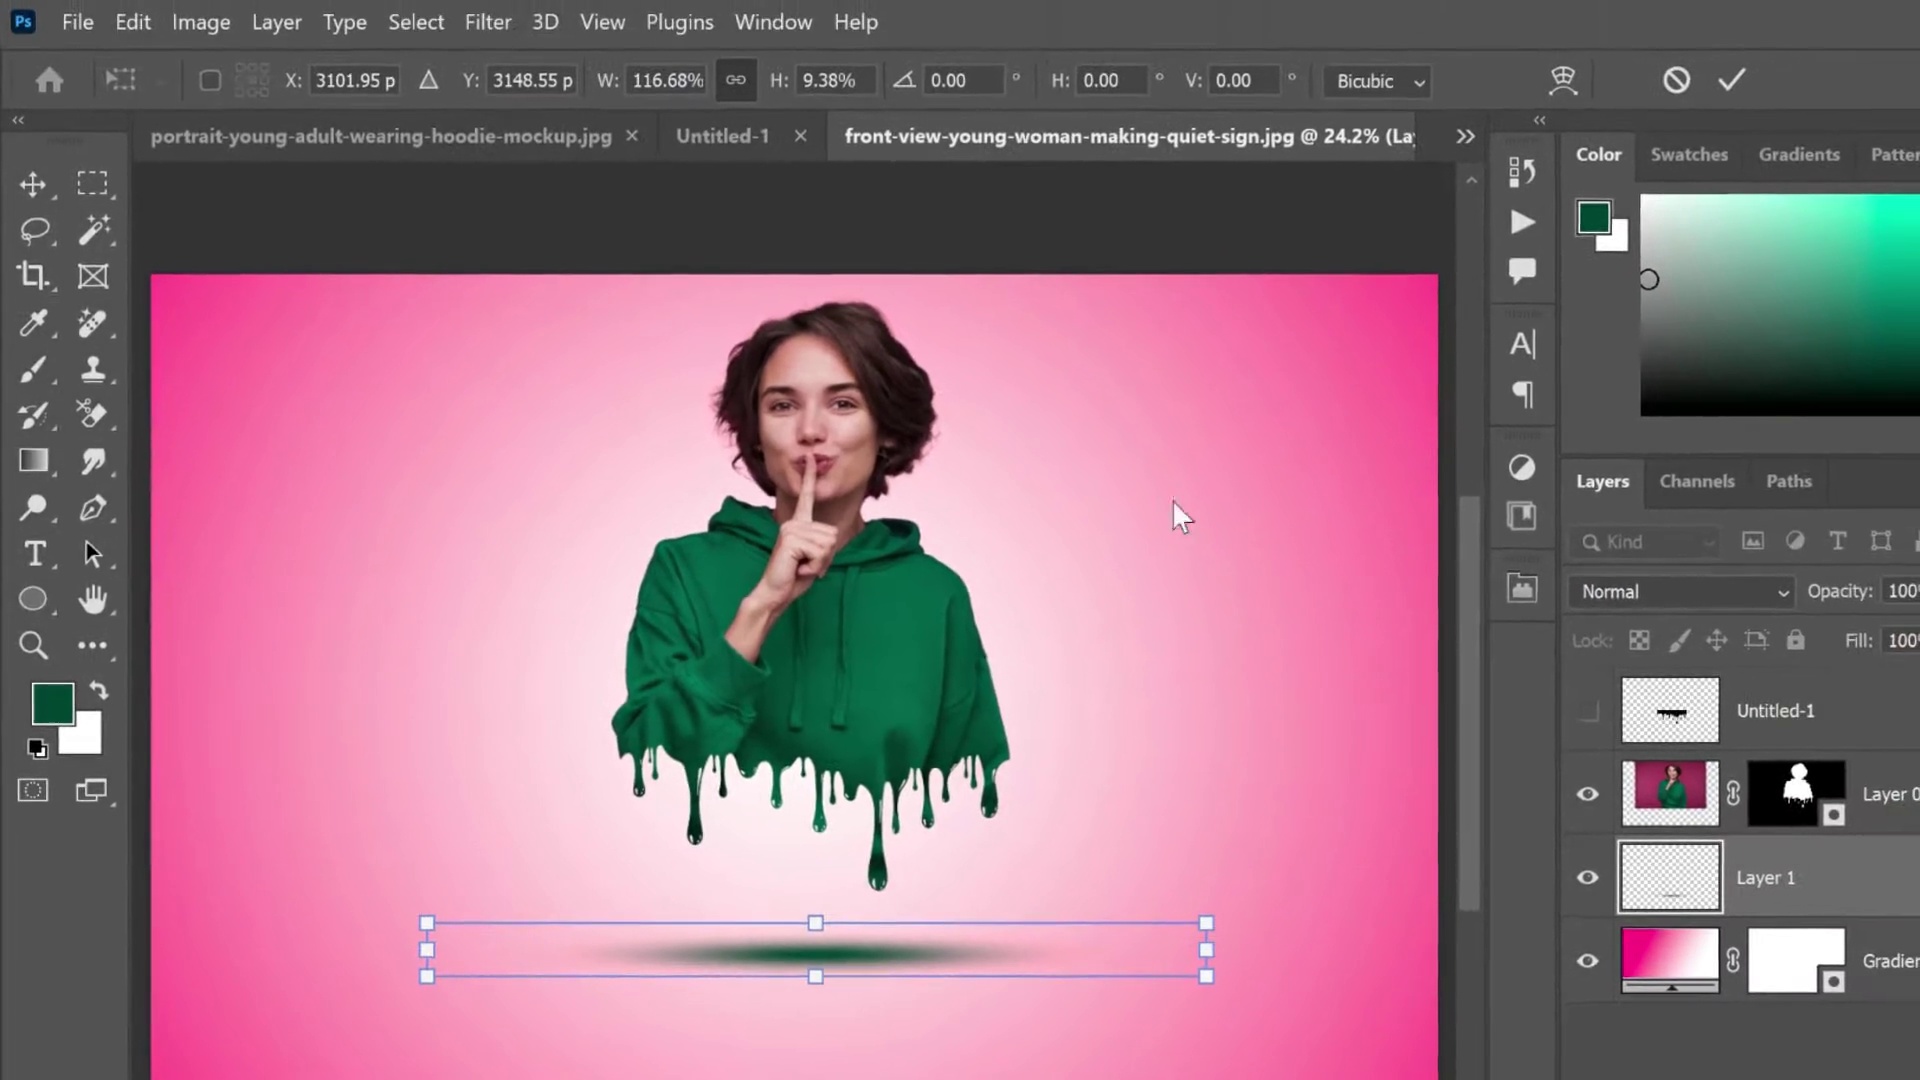 Ps File Edit Image Layer Type Select Filter 3D View Plugins Window Help
X: 3101.95 p Y: 3148.55 p W: 116.68% H: 9.38% 0.00 ° H: 0.00 ° V: 0.00 ° Bicubic
portrait-young-adult-wearing-hoodie-mockup.jpg × Untitled-1 × front-view-young-woman-making-quiet-sign.jpg @ 24.2% (La
Color Swatches Gradients Patter
Layers Channels Paths
Kind
Normal Opacity: 100
Lock: Fill: 100
Untitled-1
Layer 0
Layer 1
Gradien